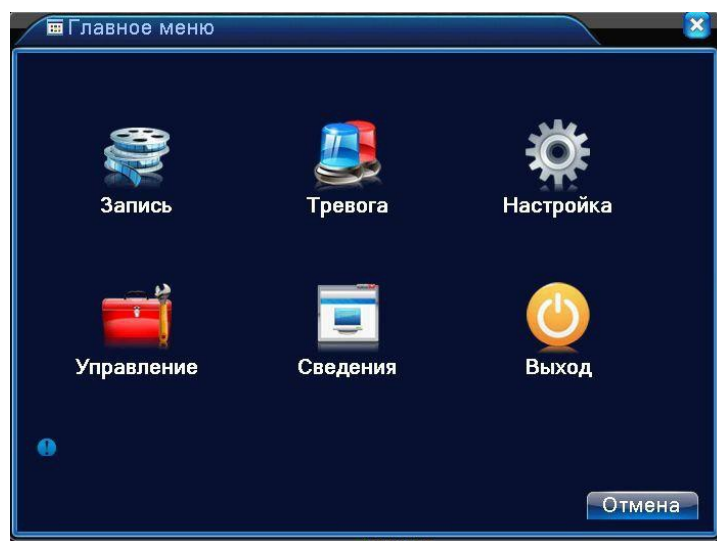 Главное меню
Запись
Тревога
Настройка
Управление
Сведения
Выход
Отмена